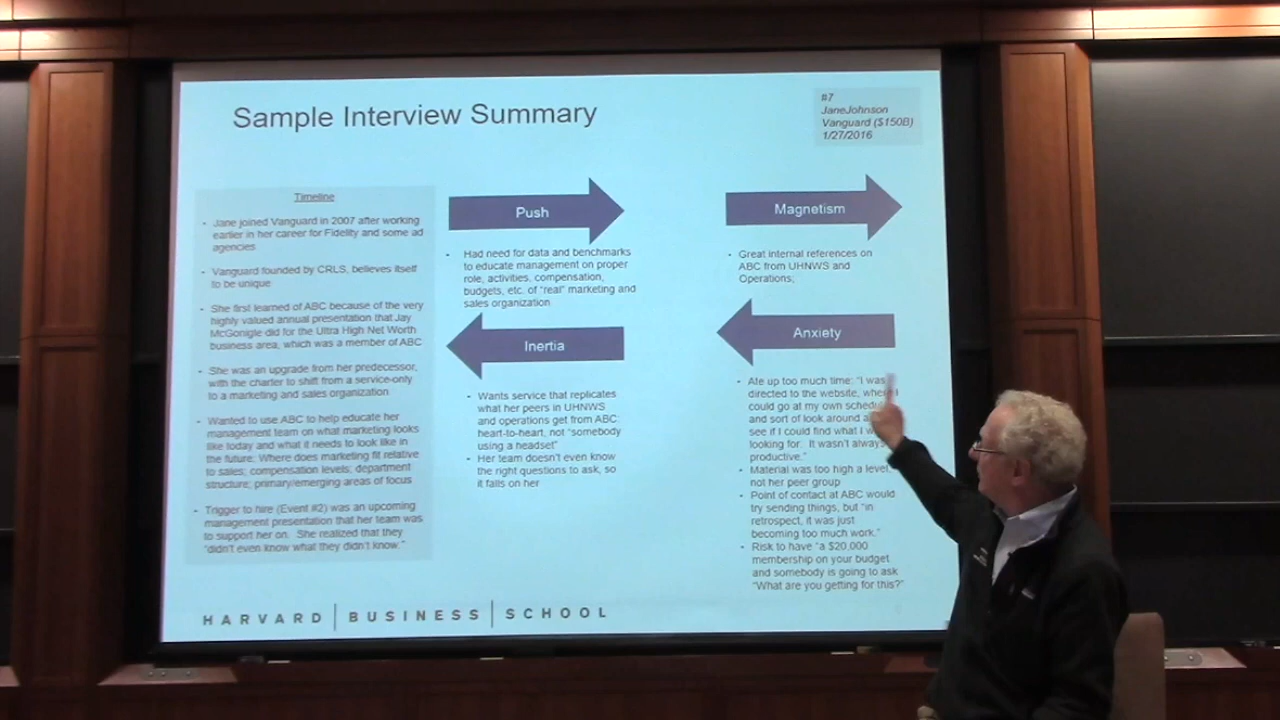 Sample Interview Summary
#7
JaneJohnson
Vanguard ($150B)
1/27/2016
Timeline
• Jane joined Vanguard in 2007 after working
earlier in her career for Fidelity and some ad
agencies
• Vanguard founded by CRLS, believes itself
to be unique
• She first learned of ABC because of the very
highly valued annual presentation that Jay
McGonigle did for the Ultra High Net Worth
business area, which was a member of ABC
• She was an upgrade from her predecessor,
with the charter to shift from a service-only
to a marketing and sales organization
• Wanted to use ABC to help educate her
management team on what marketing looks
like today and what it needs to look like in
the future; Where does marketing fit relative
to sales; compensation levels; department
structure; primary/emerging areas of focus
• Trigger to hire (Event #2) was an upcoming
management presentation that her team was
to support her on. She realized that they
"didn't even know what they didn't know."
Push
• Had need for data and benchmarks
to educate management on proper
role, activities, compensation,
budgets, etc. of "real" marketing and
sales organization
Magnetism
• Great internal references on
ABC from UHNWS and
Operations;
Inertia
• Wants service that replicates
what her peers in UHNWS
and operations get from ABC:
heart-to-heart, not "somebody
using a headset"
• Her team doesn't even know
the right questions to ask, so
it falls on her
Anxiety
• Ate up too much time: "I was
directed to the website, where I
could go at my own
and sort of look around
see if I could find what I
looking for. It wasn't always
productive."
• Material was too high a level,
not her peer group
• Point of contact at ABC would
try sending things, but "in
retrospect, it was just
becoming too much work."
• Risk to have "a $20,000
membership on your budget
and somebody is going to ask
"What are you getting for this?"
HARVARD | BUSINESS | SCHOOL